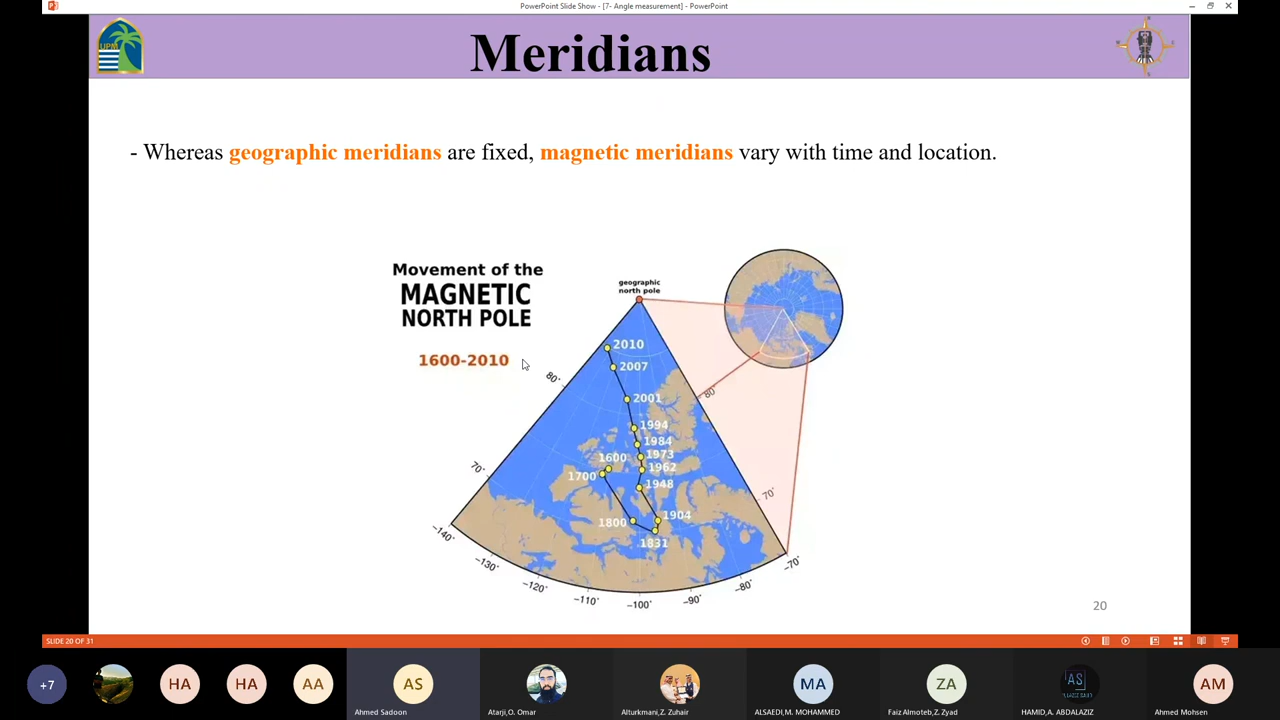 PowerPoint Slide Show - [7- Angle measurement] - PowerPoint
UPM
Meridians
- Whereas geographic meridians are fixed, magnetic meridians vary with time and location.
Movement of the
MAGNETIC
NORTH POLE
1600-2010
geographic
north pole
2010
2007
2001
1994
1984
1973
1962
1948
1904
1831
1800
1700
1600
80°
70°
80°
70°
-140°
-130°
-120°
-110°
-100°
-90°
-80°
-70°
20
SLIDE 20 OF 31
+7
HA
HA
AA
AS
Ahmed Sadoon
Atarji,O. Omar
Alturkmani,Z. Zuhair
MA
ALSAEDI,M. MOHAMMED
ZA
Faiz Almoteb,Z. Zyad
AS
HAMID,A. ABDALAZIZ
AM
Ahmed Mohsen